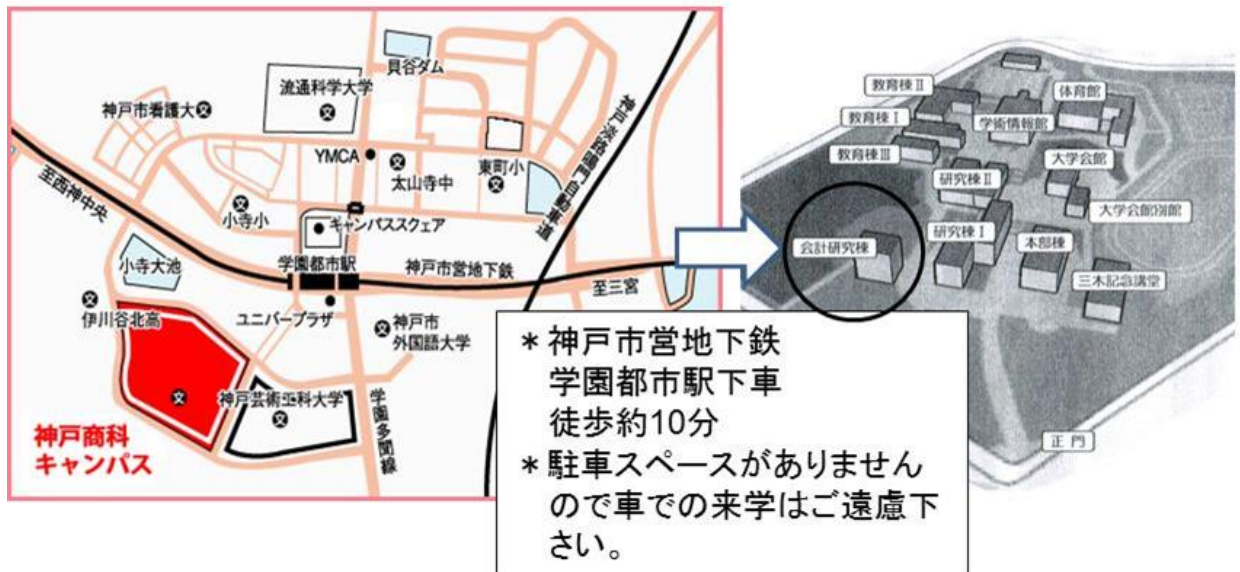 貝谷ダム
流通科学大学
神戸市看護大
文
文
YMCA
文
太山寺中
東町小
文
神戸淡路鳴門自動車道
至西神中央
文
小寺小
キャンパススクェア
小寺大池
学園都市駅
神戸市営地下鉄
至三宮
文
伊川谷北高
ユニバープラザ
文
神戸市
外国語大学
神戸芸術工科大学
文
文
学園多聞線
神戸商科
キャンパス
教育棟Ⅱ
体育館
教育棟Ⅰ
学術情報館
教育棟Ⅲ
大学会館
研究棟Ⅱ
大学会館別館
会計研究棟
研究棟Ⅰ
本部棟
三木記念講堂
正門
*神戸市営地下鉄
学園都市駅下車
徒歩約10分
*駐車スペースがありません
ので車での来学はご遠慮下
さい。